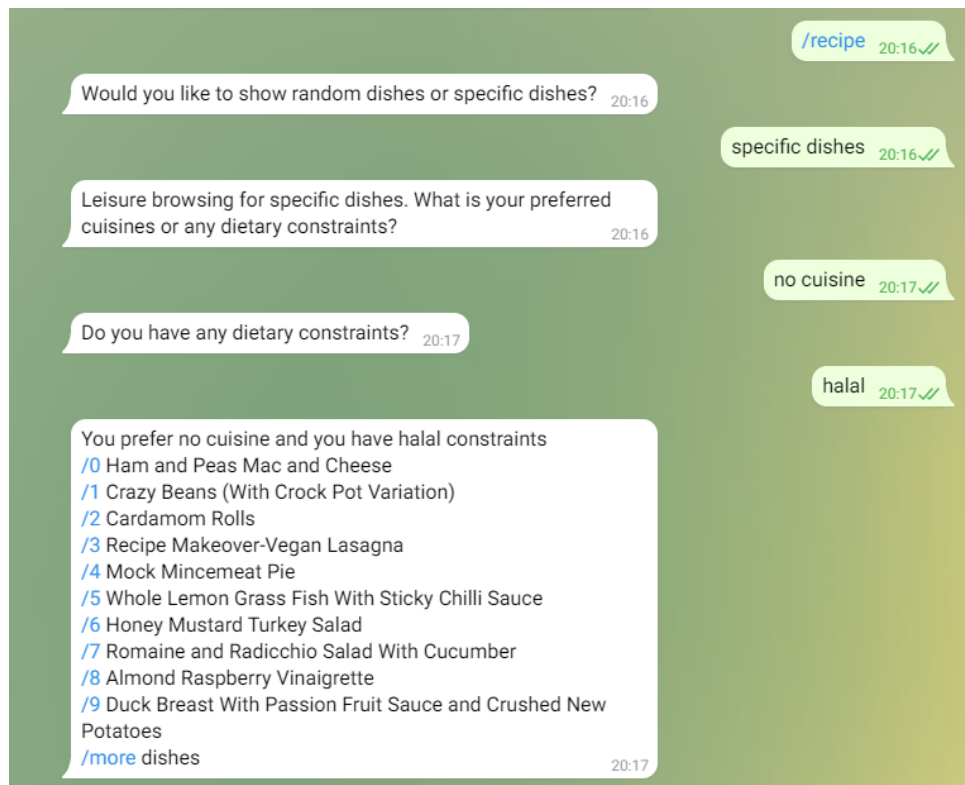 /recipe 20:16
Would you like to show random dishes or specific dishes? 20:16
specific dishes 20:16
Leisure browsing for specific dishes. What is your preferred
cuisines or any dietary constraints? 20:16
no cuisine 20:17
Do you have any dietary constraints? 20:17
halal 20:17
You prefer no cuisine and you have halal constraints
/0 Ham and Peas Mac and Cheese
/1 Crazy Beans (With Crock Pot Variation)
/2 Cardamom Rolls
/3 Recipe Makeover-Vegan Lasagna
/4 Mock Mincemeat Pie
/5 Whole Lemon Grass Fish With Sticky Chilli Sauce
/6 Honey Mustard Turkey Salad
/7 Romaine and Radicchio Salad With Cucumber
/8 Almond Raspberry Vinaigrette
/9 Duck Breast With Passion Fruit Sauce and Crushed New
Potatoes
/more dishes 20:17